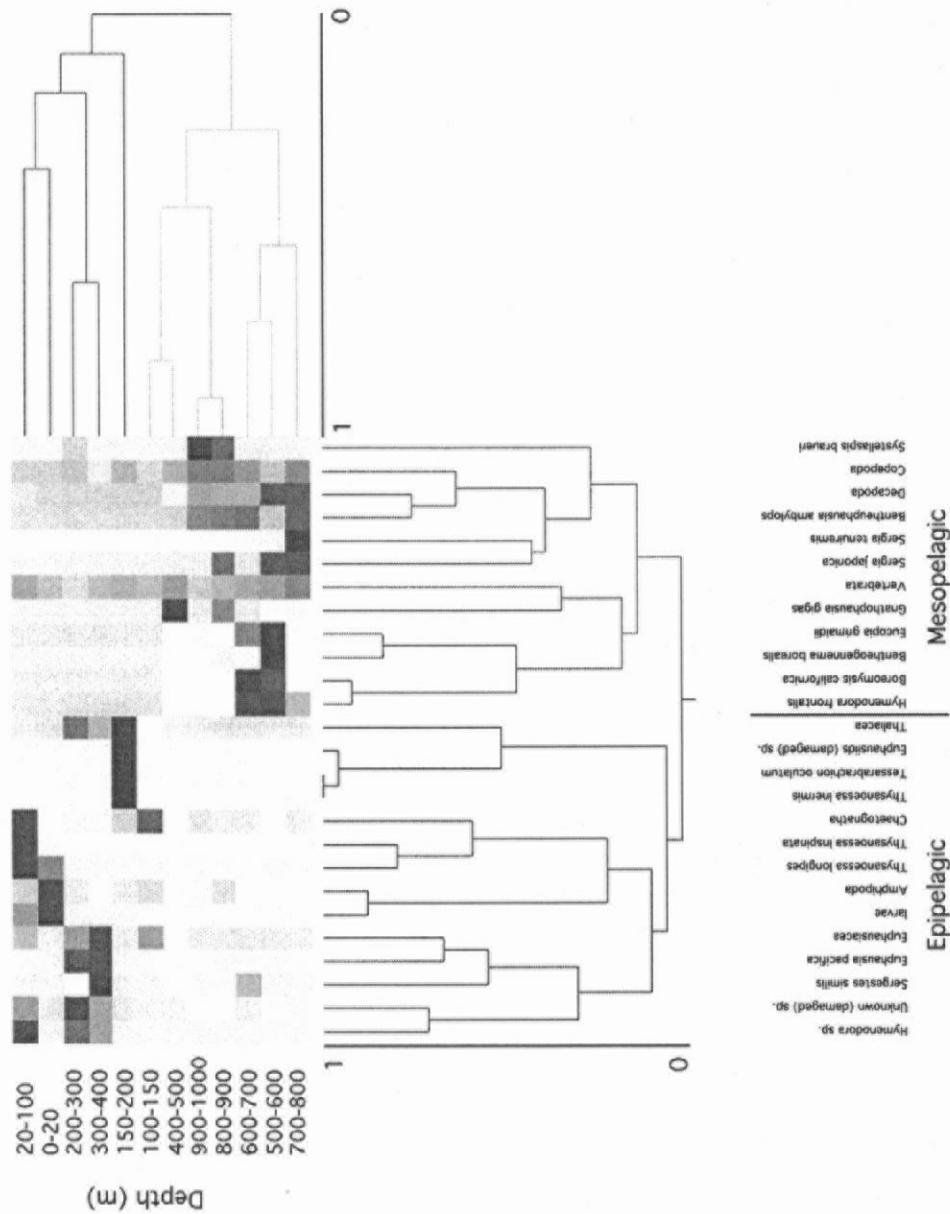 0
1
Systellaspis braueri
Copepoda
Decapoda
Bentheuphausia amblyops
Sergia tenuiremis
Sergia japonica
Vertebrata
Gnathophausia gigas
Eucopia grimaldii
Bentheogennema borealis
Boreomysis californica
Hymenodora frontalis
Thaliacea
Euphausiids (damaged) sp.
Tessarabrachion oculatum
Thysanoessa inermis
Chaetognatha
Thysanoessa inspinata
Thysanoessa longipes
Amphipoda
larvae
Euphausiacea
Euphausia pacifica
Sergestes similis
Unknown (damaged) sp.
Hymenodora sp.
Mesopelagic
Epipelagic
1
0
20-100
0-20
200-300
300-400
150-200
100-150
400-500
900-1000
800-900
600-700
500-600
700-800
Depth (m)